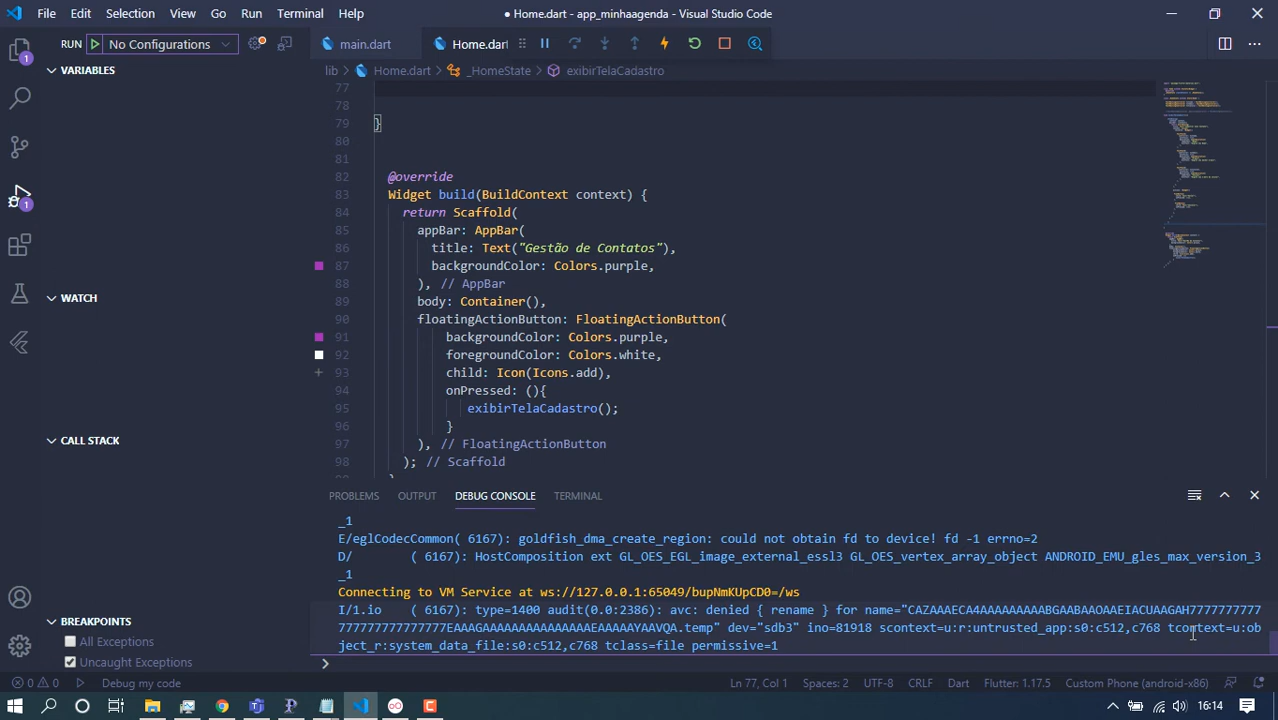 File Edit Selection View Go Run Terminal Help
● Home.dart - app_minhaagenda - Visual Studio Code
RUN No Configurations
main.dart Home.dart
VARIABLES
lib > Home.dart > _HomeState > exibirTelaCadastro
77
78
79 }
80
81
82 @override
83 Widget build(BuildContext context) {
84 return Scaffold(
85 appBar: AppBar(
86 title: Text("Gestão de Contatos"),
87 backgroundColor: Colors.purple,
88 ), // AppBar
89 body: Container(),
90 floatingActionButton: FloatingActionButton(
91 backgroundColor: Colors.purple,
92 foregroundColor: Colors.white,
93 child: Icon(Icons.add),
94 onPressed: (){
95 exibirTelaCadastro();
96 }
97 ), // FloatingActionButton
98 ); // Scaffold
WATCH
CALL STACK
PROBLEMS OUTPUT DEBUG CONSOLE TERMINAL
_1
E/eglCodecCommon( 6167): goldfish_dma_create_region: could not obtain fd to device! fd -1 errno=2
D/ ( 6167): HostComposition ext GL_OES_EGL_image_external_essl3 GL_OES_vertex_array_object ANDROID_EMU_gles_max_version_3
_1
Connecting to VM Service at ws://127.0.0.1:65049/bupNmKUpCD0=/ws
I/1.io ( 6167): type=1400 audit(0.0:2386): avc: denied { rename } for
dev="sdb3" ino=81918 scontext=u:r:untrusted_app:s0:c512,c768 tcontext=u:ob
ject_r:system_data_file:s0:c512,c768 tclass=file permissive=1
BREAKPOINTS
All Exceptions
Uncaught Exceptions
0 0 Debug my code
Ln 77, Col 1 Spaces: 2 UTF-8 CRLF Dart Flutter: 1.17.5 Custom Phone (android-x86)
16:14